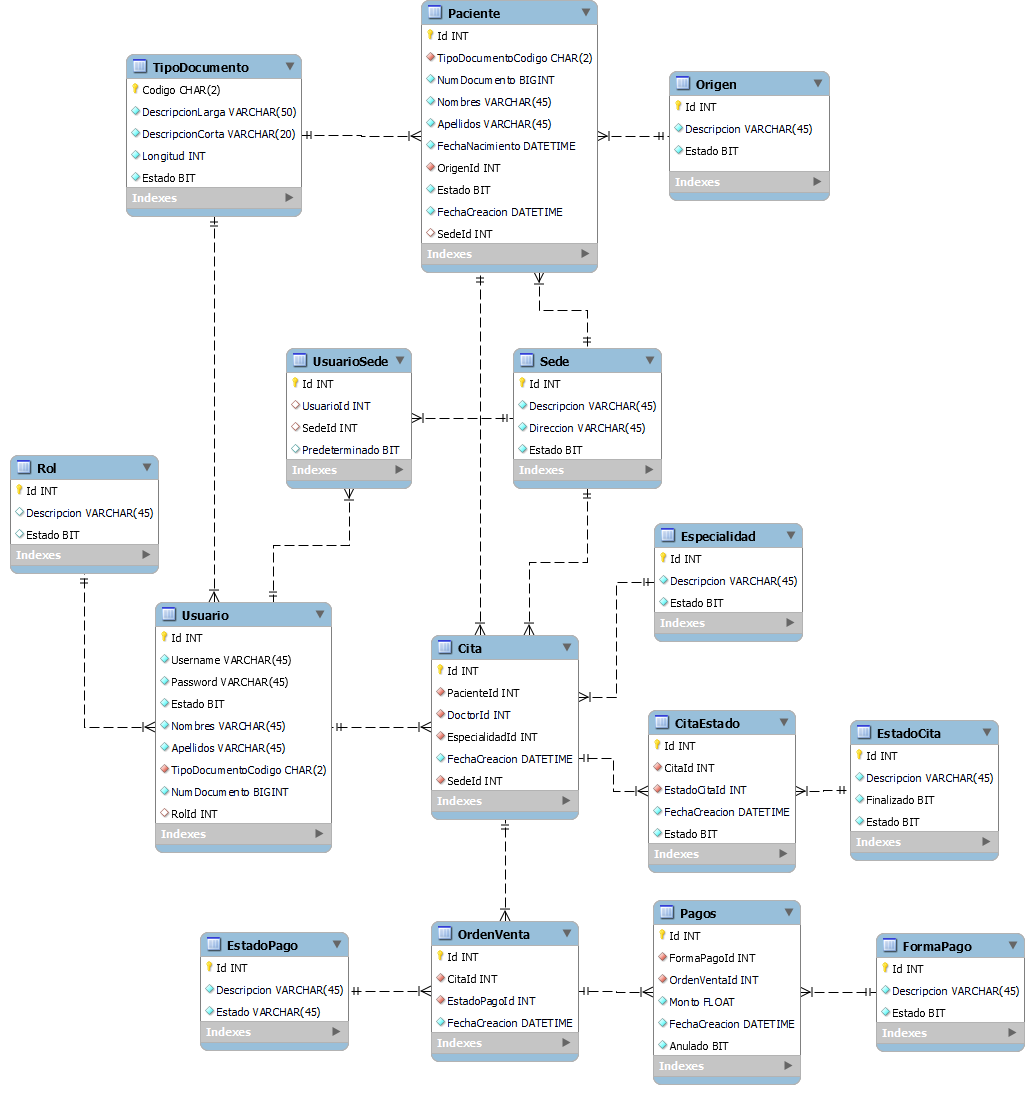 Paciente
Id INT
TipoDocumentoCodigo CHAR(2)
NumDocumento BIGINT
Nombres VARCHAR(45)
Apellidos VARCHAR(45)
FechaNacimiento DATETIME
OrigenId INT
Estado BIT
FechaCreacion DATETIME
SedeId INT
Indexes
TipoDocumento
Codigo CHAR(2)
DescripcionLarga VARCHAR(50)
DescripcionCorta VARCHAR(20)
Longitud INT
Estado BIT
Indexes
Origen
Id INT
Descripcion VARCHAR(45)
Estado BIT
Indexes
UsuarioSede
Id INT
UsuarioId INT
SedeId INT
Predeterminado BIT
Indexes
Sede
Id INT
Descripcion VARCHAR(45)
Direccion VARCHAR(45)
Estado BIT
Indexes
Rol
Id INT
Descripcion VARCHAR(45)
Estado BIT
Indexes
Especialidad
Id INT
Descripcion VARCHAR(45)
Estado BIT
Indexes
Usuario
Id INT
Username VARCHAR(45)
Password VARCHAR(45)
Estado BIT
Nombres VARCHAR(45)
Apellidos VARCHAR(45)
TipoDocumentoCodigo CHAR(2)
NumDocumento BIGINT
RolId INT
Indexes
Cita
Id INT
PacienteId INT
DoctorId INT
EspecialidadId INT
FechaCreacion DATETIME
SedeId INT
Indexes
CitaEstado
Id INT
CitaId INT
EstadoCitaId INT
FechaCreacion DATETIME
Estado BIT
Indexes
EstadoCita
Id INT
Descripcion VARCHAR(45)
Finalizado BIT
Estado BIT
Indexes
EstadoPago
Id INT
Descripcion VARCHAR(45)
Estado VARCHAR(45)
Indexes
OrdenVenta
Id INT
CitaId INT
EstadoPagoId INT
FechaCreacion DATETIME
Indexes
Pagos
Id INT
FormaPagoId INT
OrdenVentaId INT
Monto FLOAT
FechaCreacion DATETIME
Anulado BIT
Indexes
FormaPago
Id INT
Descripcion VARCHAR(45)
Estado BIT
Indexes